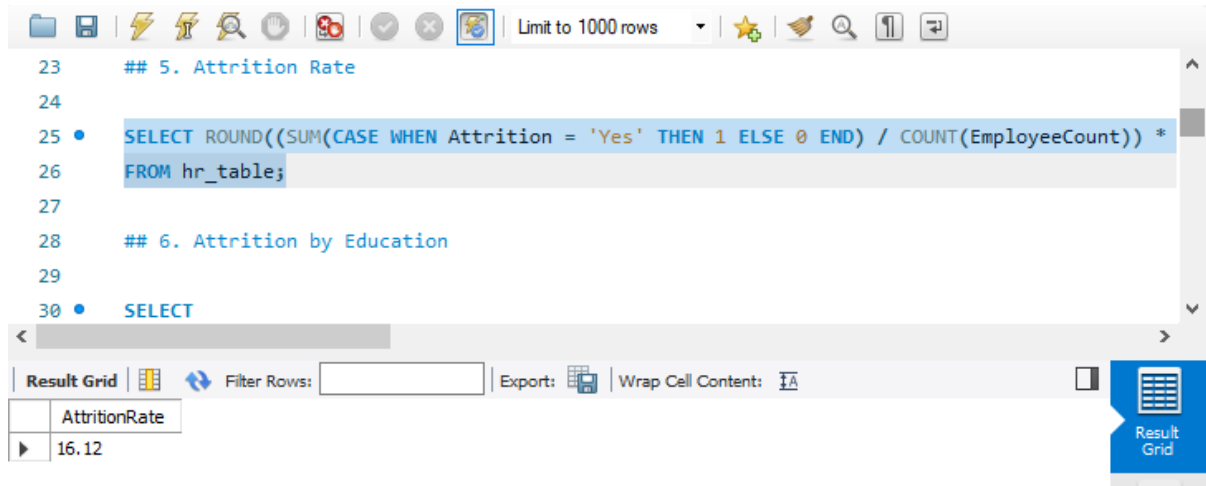 Limit to 1000 rows
23 ## 5. Attrition Rate
24
25 SELECT ROUND((SUM(CASE WHEN Attrition = 'Yes' THEN 1 ELSE 0 END) / COUNT(EmployeeCount)) *
26 FROM hr_table;
27
28 ## 6. Attrition by Education
29
30 SELECT
Result Grid Filter Rows: Export: Wrap Cell Content: IA
AttritionRate
16.12
Result
Grid